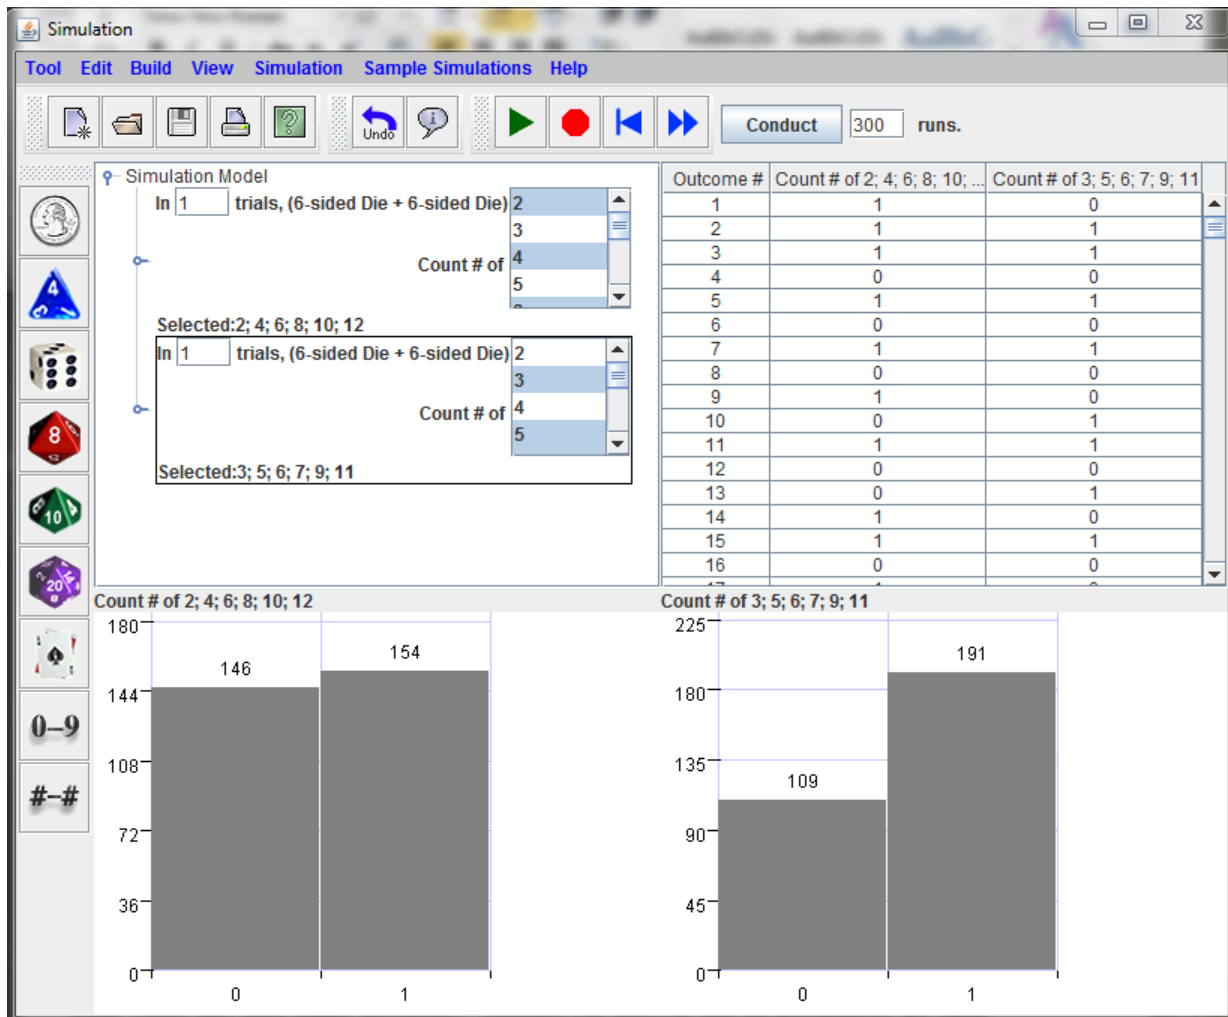 Simulation
Tool Edit Build View Simulation Sample Simulations Help
Undo
Conduct 300 runs.
Simulation Model
In 1 trials, (6-sided Die + 6-sided Die) 2
3
Count # of 4
5
Selected:2; 4; 6; 8; 10; 12
In 1 trials, (6-sided Die + 6-sided Die) 2
3
Count # of 4
5
Selected:3; 5; 6; 7; 9; 11
Outcome # Count # of 2; 4; 6; 8; 10; ... Count # of 3; 5; 6; 7; 9; 11
1 1 0
2 1 1
3 1 1
4 0 0
5 1 1
6 0 0
7 1 1
8 0 0
9 1 0
10 0 1
11 1 1
12 0 0
13 0 1
14 1 0
15 1 1
16 0 0
4
8
10
20
0–9
#–#
Count # of 2; 4; 6; 8; 10; 12
180
144
108
72
36
0
146
154
0 1
Count # of 3; 5; 6; 7; 9; 11
225
180
135
90
45
0
109
191
0 1